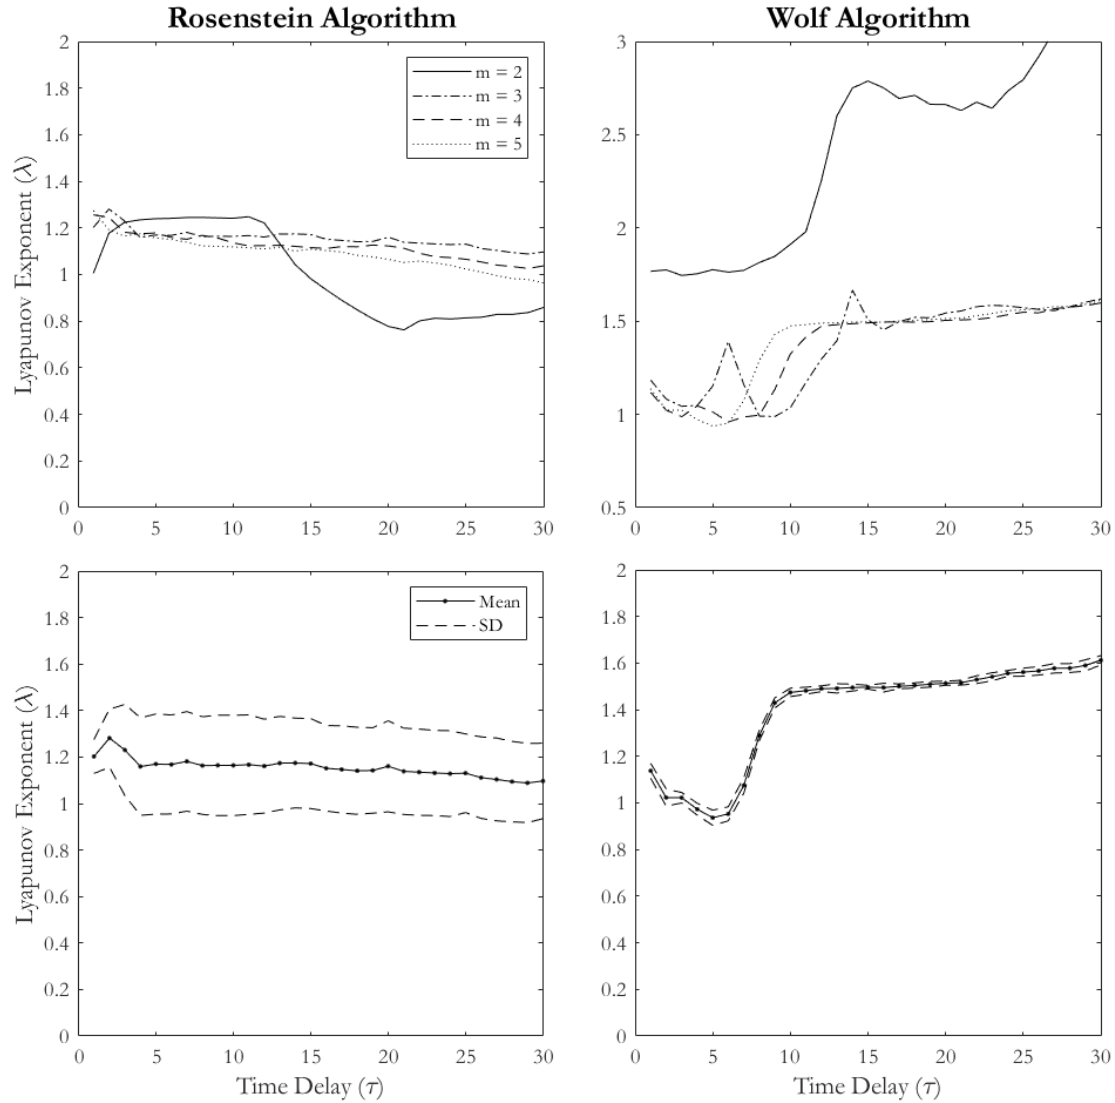 Rosenstein Algorithm
Wolf Algorithm
2
1.8
1.6
1.4
1.2
1
0.8
0.6
0.4
0.2
0
Lyapunov Exponent (λ)
m = 2
m = 3
m = 4
m = 5
0 5 10 15 20 25 30
3
2.5
2
1.5
1
0.5
0 5 10 15 20 25 30
2
1.8
1.6
1.4
1.2
1
0.8
0.6
0.4
0.2
0
Lyapunov Exponent (λ)
Mean
SD
0 5 10 15 20 25 30
Time Delay (τ)
2
1.8
1.6
1.4
1.2
1
0.8
0.6
0.4
0.2
0
0 5 10 15 20 25 30
Time Delay (τ)